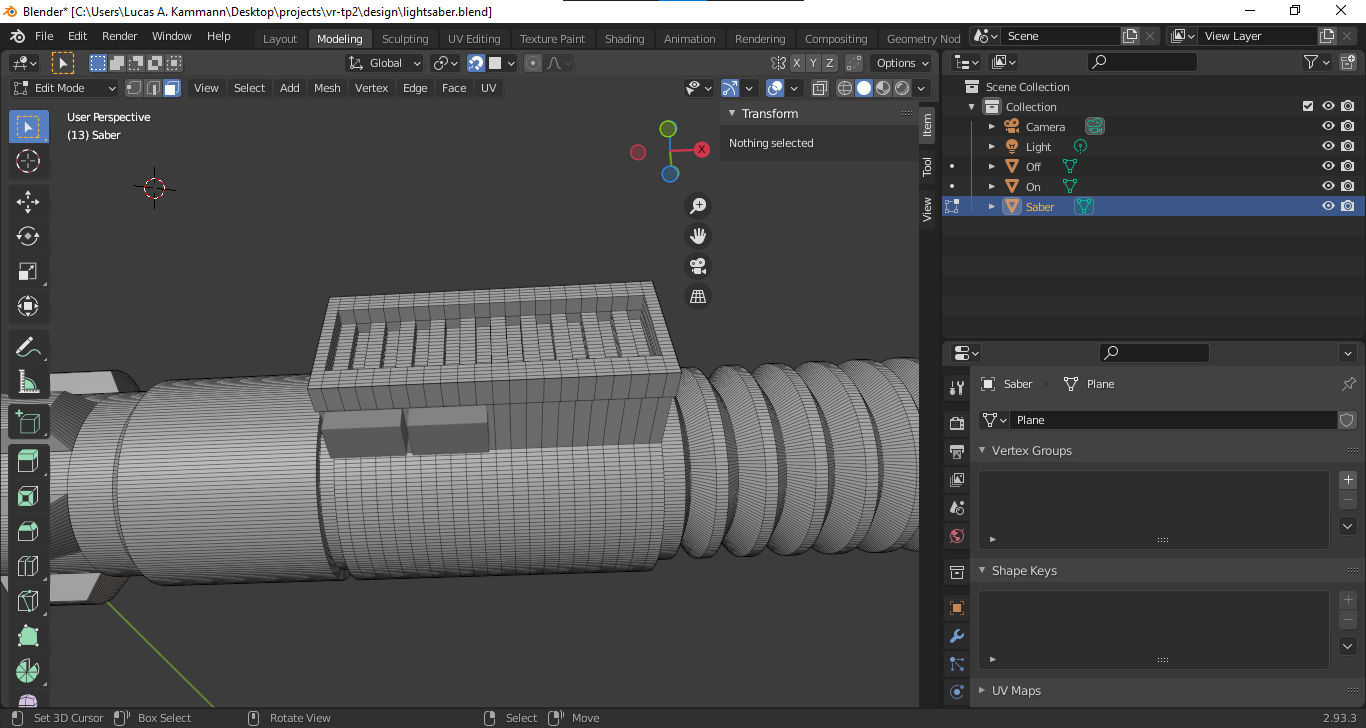 Blender* [C:\Users\Lucas A. Kammann\Desktop\projects\vr-tp2\design\lightsaber.blend]
File Edit Render Window Help Layout Modeling Sculpting UV Editing Texture Paint Shading Animation Rendering Compositing Geometry Nod Scene View Layer
Global X Y Z Options
Edit Mode View Select Add Mesh Vertex Edge Face UV
User Perspective
(13) Saber
Transform
Nothing selected
Item
Tool
View
X
Scene Collection
Collection
Camera
Light
Off
On
Saber
Saber Plane
Plane
Vertex Groups
Shape Keys
UV Maps
Set 3D Cursor Box Select Rotate View Select Move 2.93.3